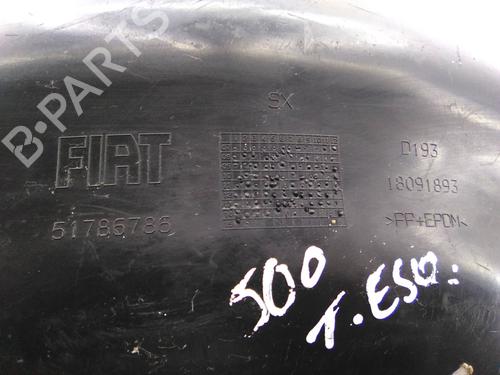 B-PARTS
SX
FIAT
51786786
D193
18091893
>PP+EPDM<
500
T. ESQ: